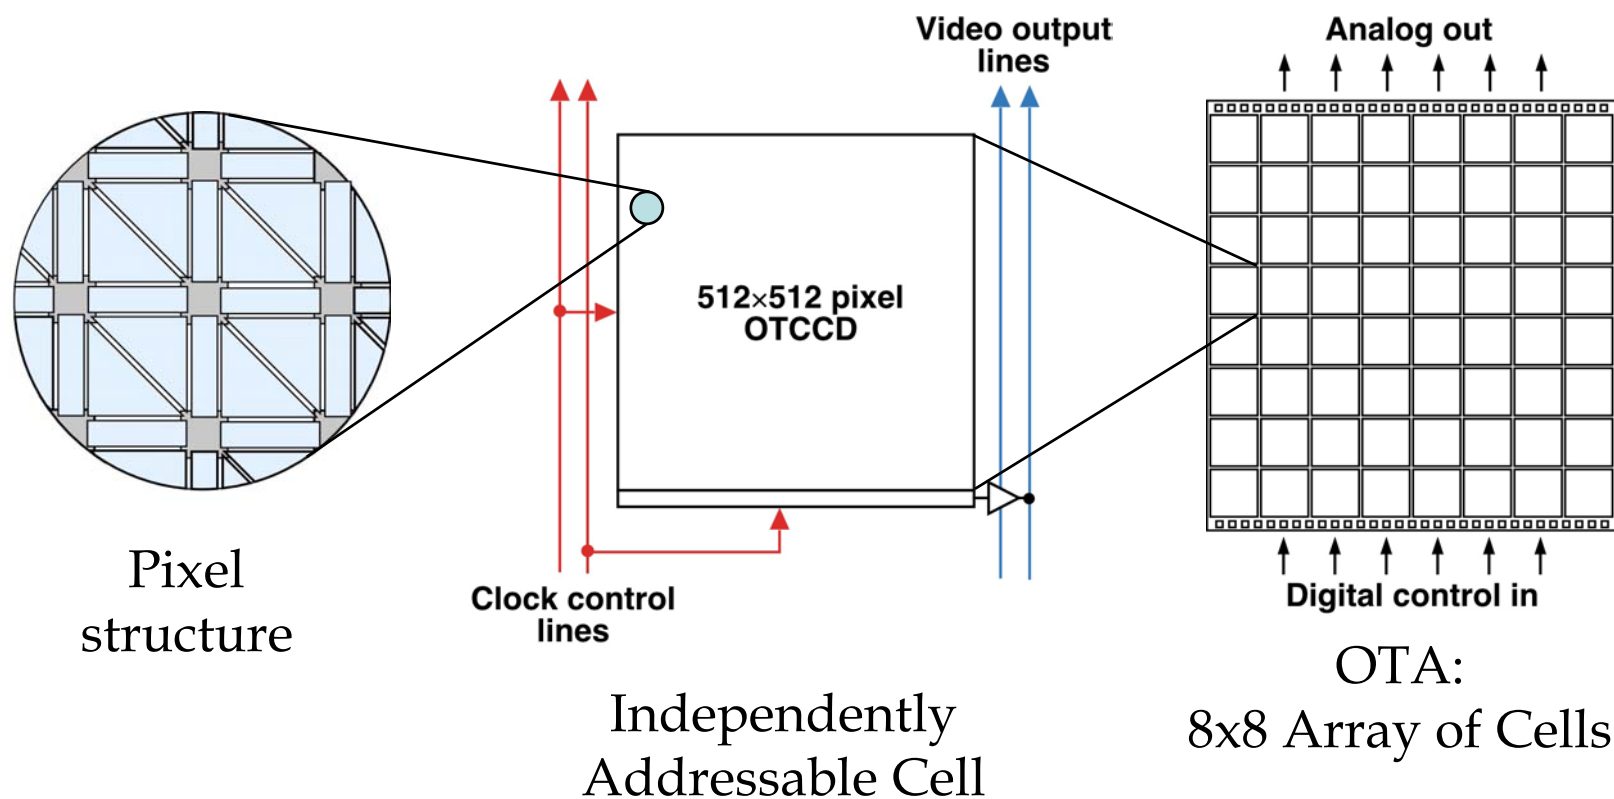 Video output
lines
Analog out
512×512 pixel
OTCCD
Pixel
structure
Clock control
lines
Digital control in
Independently
Addressable Cell
OTA:
8x8 Array of Cells